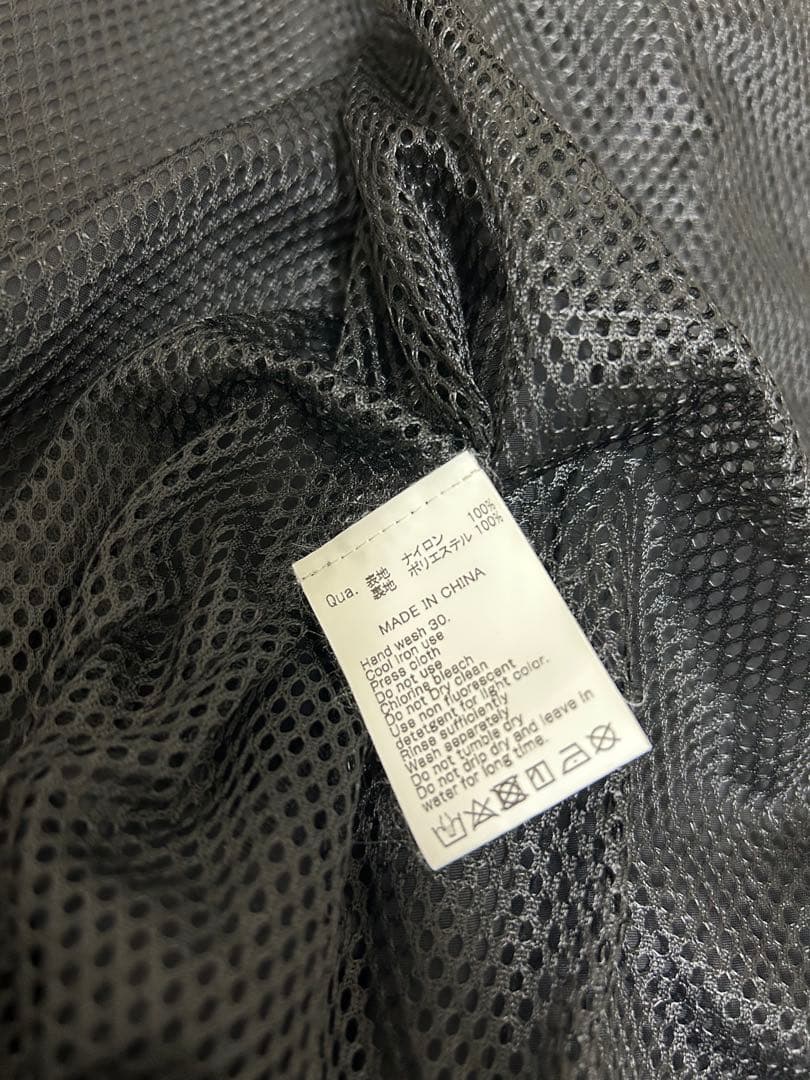 Qua. 表地 ナイロン 100%
裏地 ポリエステル 100%
MADE IN CHINA
Hand wash 30.
Cool iron use
Press cloth
Do not use
Chlorine bleach
Do not Dry clean
Use non fluorescent
detetgent for light color.
Rinse sufficiently
Wash separately
Do not tumble dry
Do not drip dry and leave in
water for long time.